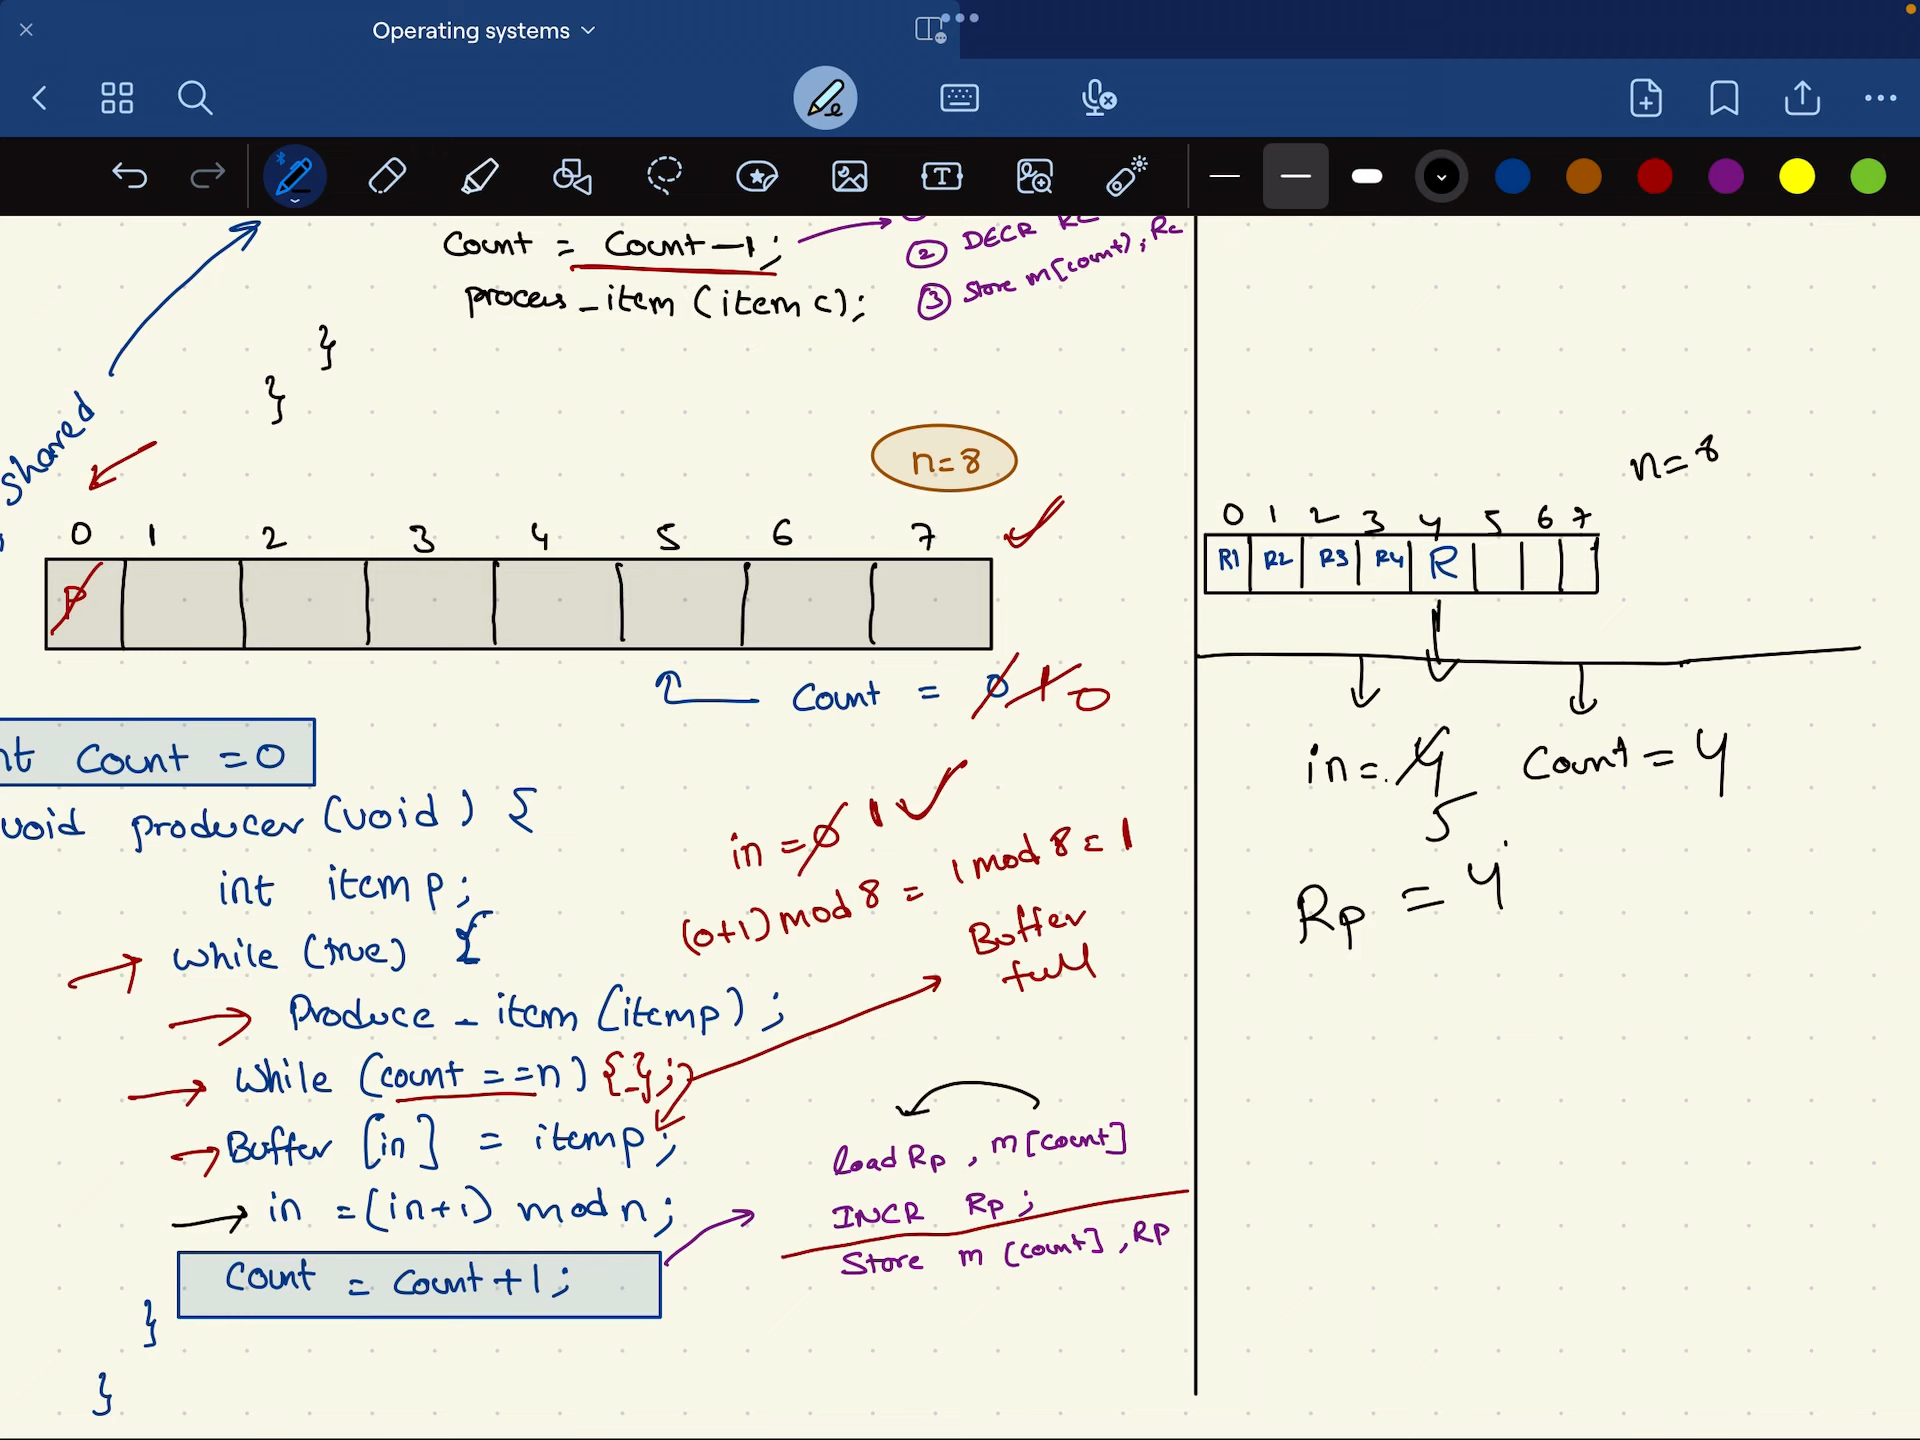 Operating systems
Count = Count-1;
② DECR Rc
③ Store m[count), Rc
process_item (item c);
}
}
shared
n=8
0 1 2 3 4 5 6 7
P
Count = 0 1 0
int Count = 0
void producer (void) {
int item p;
while (true) {
Produce - item (itemp);
while (count == n) {_};
Buffer [in] = itemp;
in = (in+1) mod n;
Count = Count+1;
}
}
in = 0 1
(0+1) mod 8 = 1 mod 8 = 1
Buffer
full
load Rp, m[count]
INCR Rp;
Store m [count], RP
n=8
0 1 2 3 4 5 6 7
R1 R2 R3 R4 R
in = 4 Count = 4
5
Rp = 4